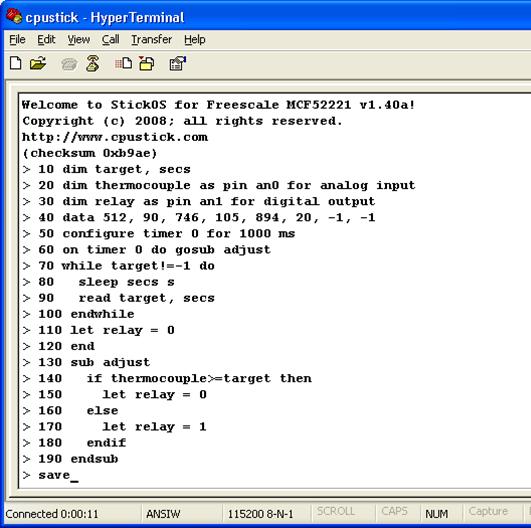 cpustick - HyperTerminal
File Edit View Call Transfer Help
Welcome to StickOS for Freescale MCF52221 v1.40a!
Copyright (c) 2008; all rights reserved.
http://www.cpustick.com
(checksum 0xb9ae)
> 10 dim target, secs
> 20 dim thermocouple as pin an0 for analog input
> 30 dim relay as pin an1 for digital output
> 40 data 512, 90, 746, 105, 894, 20, -1, -1
> 50 configure timer 0 for 1000 ms
> 60 on timer 0 do gosub adjust
> 70 while target!=-1 do
> 80   sleep secs s
> 90   read target, secs
> 100 endwhile
> 110 let relay = 0
> 120 end
> 130 sub adjust
> 140   if thermocouple>=target then
> 150     let relay = 0
> 160   else
> 170     let relay = 1
> 180   endif
> 190 endsub
> save_
Connected 0:00:11 ANSIW 115200 8-N-1 SCROLL CAPS NUM Capture